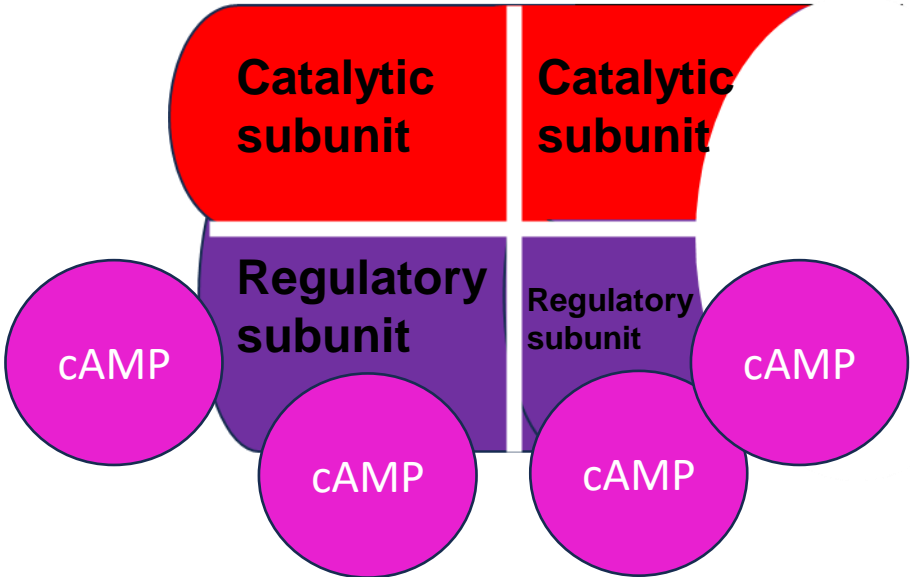 Catalytic
subunit
Catalytic
subunit
Regulatory
subunit
Regulatory
subunit
cAMP
cAMP
cAMP
cAMP